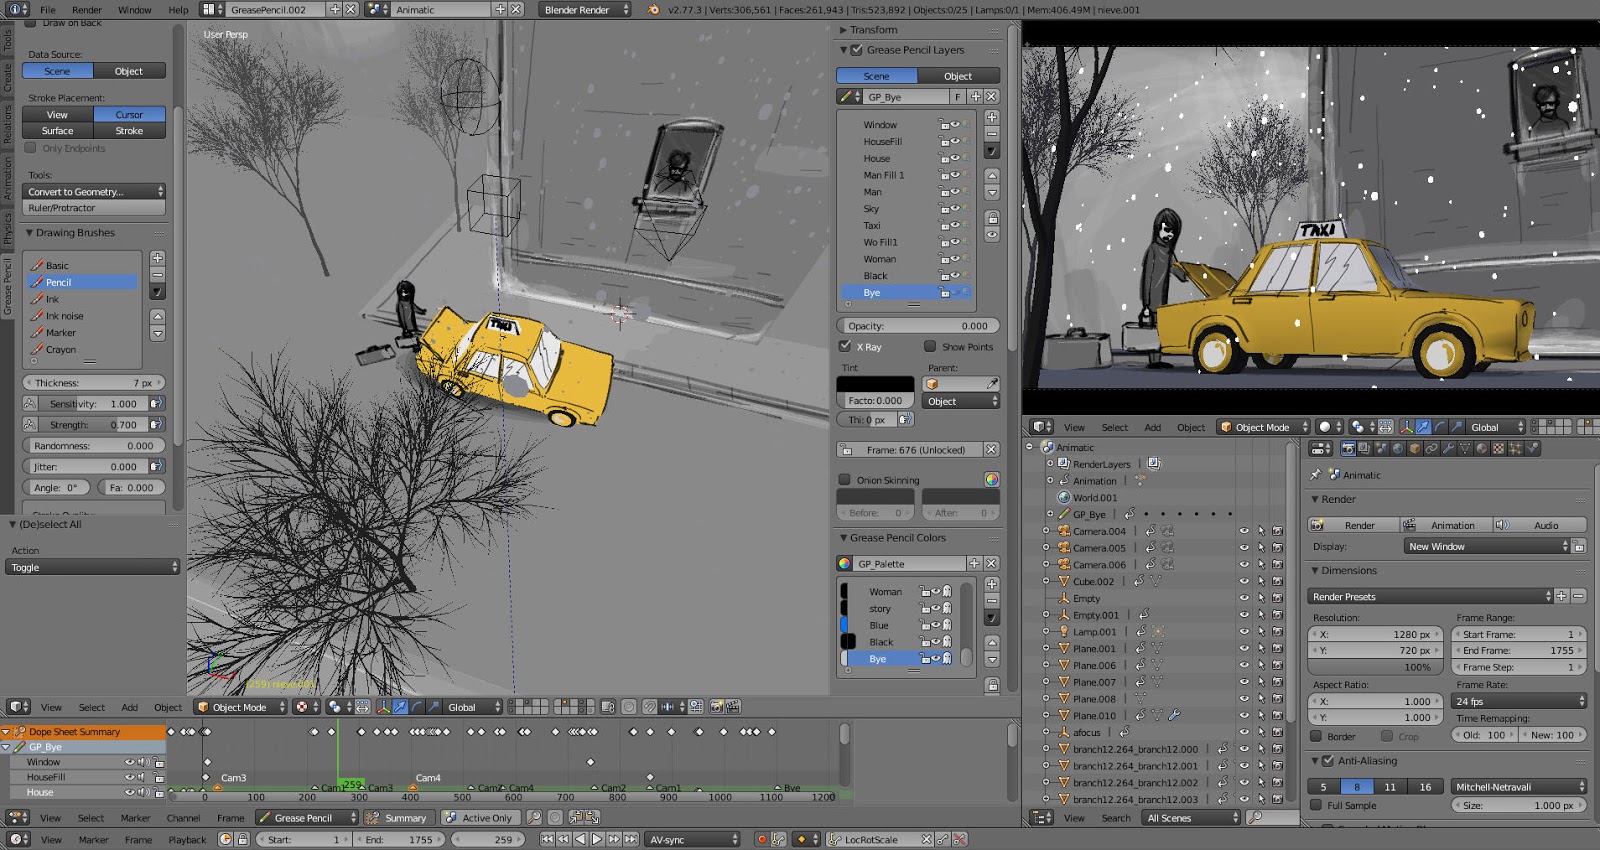 File Render Window Help GreasePencil.002 Animatic Blender Render v2.77.3 | Verts:306,561 | Faces:261,943 | Tris:523,892 | Objects:0/25 | Lamps:0/1 | Mem:406.49M | nieve.001
Tools
Create
Relations
Animation
Physics
Grease Pencil
Draw on Back
Data Source:
Scene Object
Stroke Placement:
View Cursor
Surface Stroke
Only Endpoints
Tools:
Convert to Geometry...
Ruler/Protractor
Drawing Brushes
Basic
Pencil
Ink
Ink noise
Marker
Crayon
Thickness: 7 px
Sensitivity: 1.000
Strength: 0.700
Randomness: 0.000
Jitter: 0.000
Angle: 0° Fa: 0.000
(De)select All
Action
Toggle
User Persp
TAXI
(259) nieve.001
Transform
Grease Pencil Layers
Scene Object
GP_Bye F
Window
HouseFill
House
Man Fill 1
Man
Sky
Taxi
Wo Fill1
Woman
Black
Bye
Opacity: 0.000
X Ray Show Points
Tint Parent:
Facto: 0.000 Object
Thi: 0 px
Frame: 676 (Unlocked)
Onion Skinning
Before: 0 After: 0
Grease Pencil Colors
GP_Palette
Woman
story
Blue
Black
Bye
TAXI
View Select Add Object Object Mode Global
Animatic
RenderLayers
Animation
World.001
GP_Bye
Camera.004
Camera.005
Camera.006
Cube.002
Empty
Empty.001
Lamp.001
Plane.001
Plane.006
Plane.007
Plane.008
Plane.010
afocus
branch12.264_branch12.000
branch12.264_branch12.001
branch12.264_branch12.002
branch12.264_branch12.003
View Search All Scenes
Animatic
Render
Render Animation Audio
Display: New Window
Dimensions
Render Presets
Resolution: Frame Range:
X: 1280 px Start Frame: 1
Y: 720 px End Frame: 1755
100% Frame Step: 1
Aspect Ratio: Frame Rate:
X: 1.000 24 fps
Y: 1.000 Time Remapping:
Border Crop Old: 100 New: 100
Anti-Aliasing
5 8 11 16 Mitchell-Netravali
Full Sample Size: 1.000 px
View Select Add Object Object Mode Global
Dope Sheet Summary
GP_Bye
Window
HouseFill
House
Cam3 Cam4
Cam1 259 Cam3 Cam2 Cam4 Cam2 Cam1 Bye
0 100 200 300 400 500 600 700 800 900 1000 1100 1200
View Select Marker Channel Frame Grease Pencil Summary Active Only
View Marker Frame Playback Start: 1 End: 1755 259 AV-sync LocRotScale